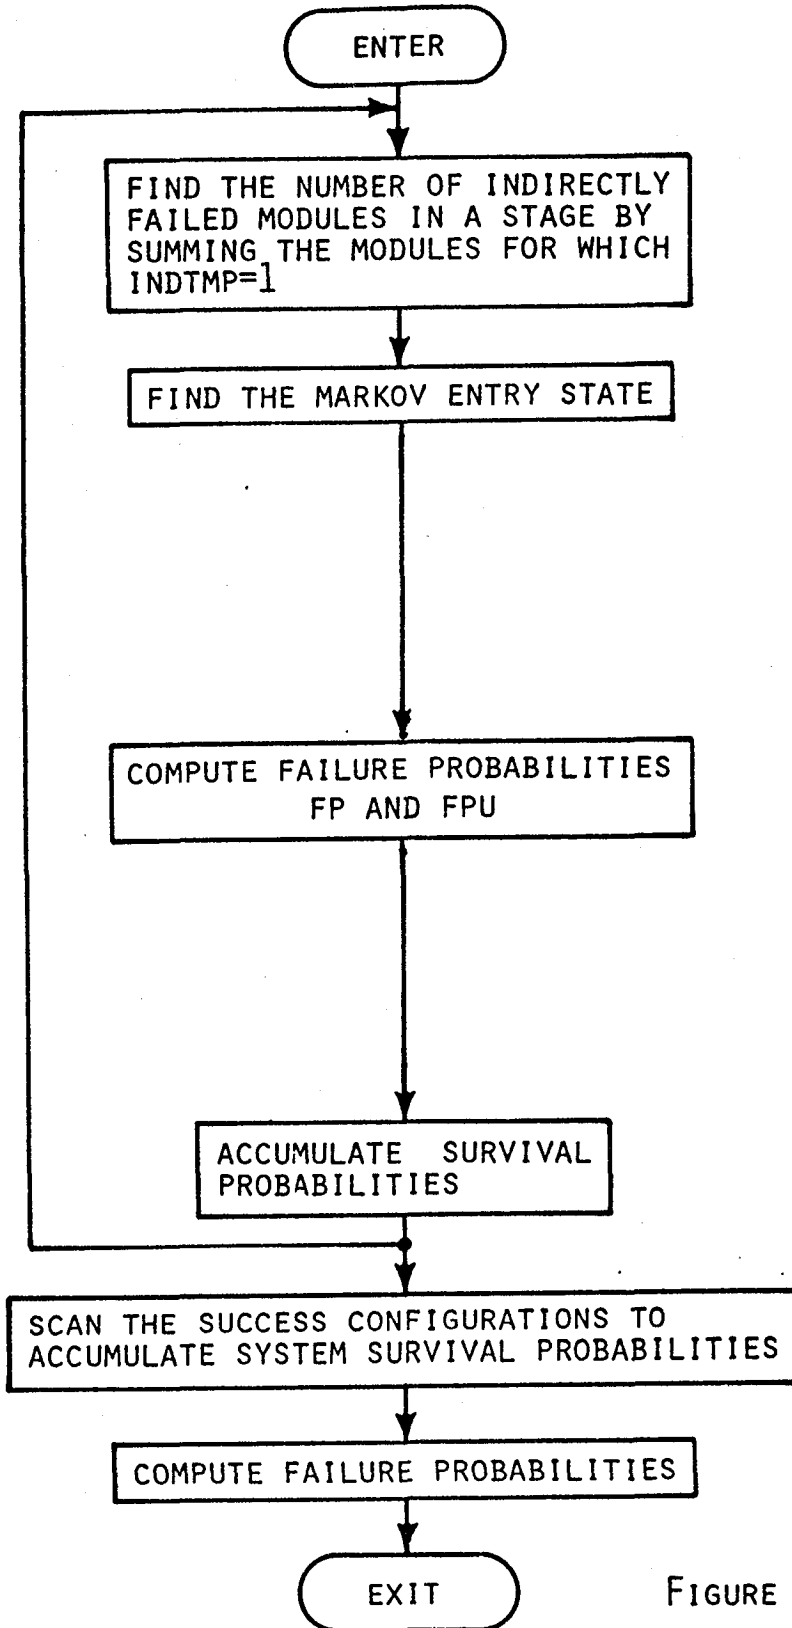 ENTER
FIND THE NUMBER OF INDIRECTLY
FAILED MODULES IN A STAGE BY
SUMMING THE MODULES FOR WHICH
INDTMP=1
FIND THE MARKOV ENTRY STATE
COMPUTE FAILURE PROBABILITIES
FP AND FPU
ACCUMULATE SURVIVAL
PROBABILITIES
SCAN THE SUCCESS CONFIGURATIONS TO
ACCUMULATE SYSTEM SURVIVAL PROBABILITIES
COMPUTE FAILURE PROBABILITIES
EXIT
FIGURE